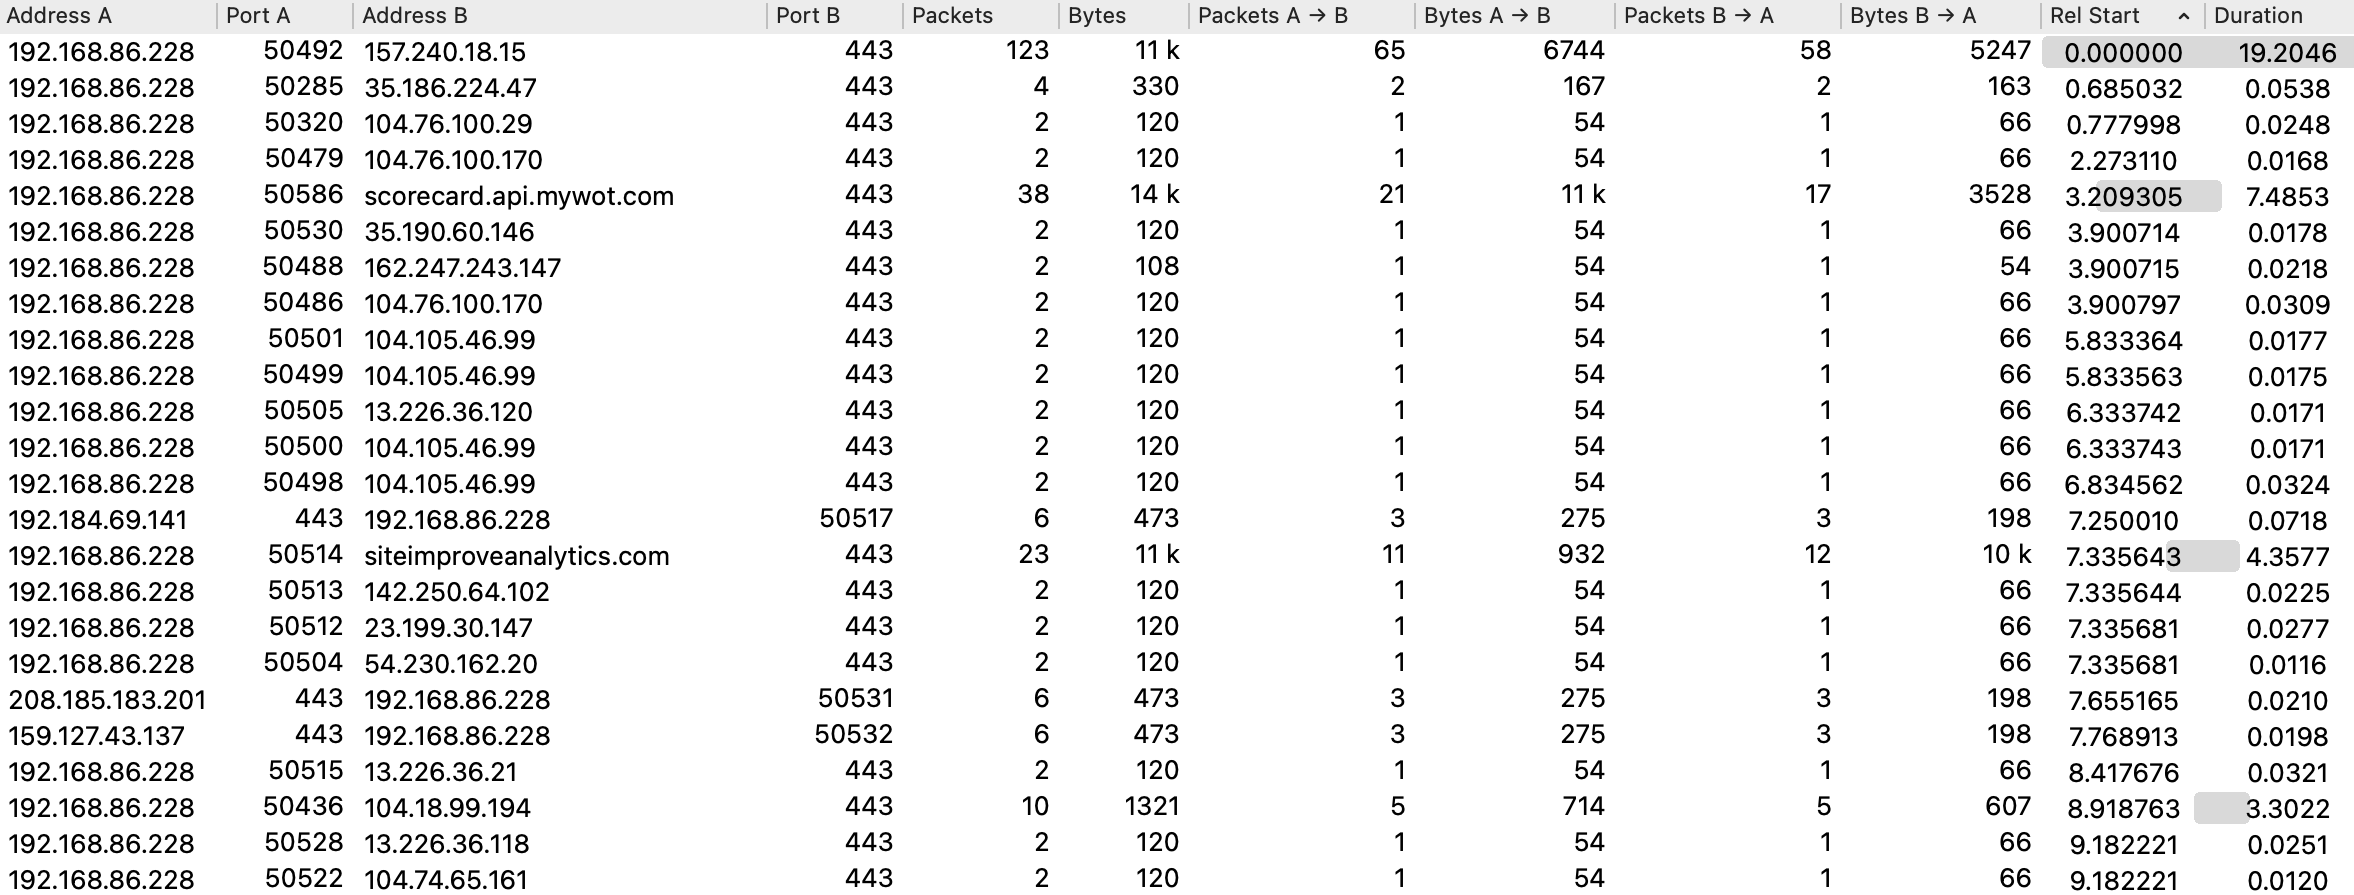 Address A Port A Address B Port B Packets Bytes Packets A → B Bytes A → B Packets B → A Bytes B → A Rel Start Duration
192.168.86.228 50492 157.240.18.15 443 123 11 k 65 6744 58 5247 0.000000 19.2046
192.168.86.228 50285 35.186.224.47 443 4 330 2 167 2 163 0.685032 0.0538
192.168.86.228 50320 104.76.100.29 443 2 120 1 54 1 66 0.777998 0.0248
192.168.86.228 50479 104.76.100.170 443 2 120 1 54 1 66 2.273110 0.0168
192.168.86.228 50586 scorecard.api.mywot.com 443 38 14 k 21 11 k 17 3528 3.209305 7.4853
192.168.86.228 50530 35.190.60.146 443 2 120 1 54 1 66 3.900714 0.0178
192.168.86.228 50488 162.247.243.147 443 2 108 1 54 1 54 3.900715 0.0218
192.168.86.228 50486 104.76.100.170 443 2 120 1 54 1 66 3.900797 0.0309
192.168.86.228 50501 104.105.46.99 443 2 120 1 54 1 66 5.833364 0.0177
192.168.86.228 50499 104.105.46.99 443 2 120 1 54 1 66 5.833563 0.0175
192.168.86.228 50505 13.226.36.120 443 2 120 1 54 1 66 6.333742 0.0171
192.168.86.228 50500 104.105.46.99 443 2 120 1 54 1 66 6.333743 0.0171
192.168.86.228 50498 104.105.46.99 443 2 120 1 54 1 66 6.834562 0.0324
192.184.69.141 443 192.168.86.228 50517 6 473 3 275 3 198 7.250010 0.0718
192.168.86.228 50514 siteimproveanalytics.com 443 23 11 k 11 932 12 10 k 7.335643 4.3577
192.168.86.228 50513 142.250.64.102 443 2 120 1 54 1 66 7.335644 0.0225
192.168.86.228 50512 23.199.30.147 443 2 120 1 54 1 66 7.335681 0.0277
192.168.86.228 50504 54.230.162.20 443 2 120 1 54 1 66 7.335681 0.0116
208.185.183.201 443 192.168.86.228 50531 6 473 3 275 3 198 7.655165 0.0210
159.127.43.137 443 192.168.86.228 50532 6 473 3 275 3 198 7.768913 0.0198
192.168.86.228 50515 13.226.36.21 443 2 120 1 54 1 66 8.417676 0.0321
192.168.86.228 50436 104.18.99.194 443 10 1321 5 714 5 607 8.918763 3.3022
192.168.86.228 50528 13.226.36.118 443 2 120 1 54 1 66 9.182221 0.0251
192.168.86.228 50522 104.74.65.161 443 2 120 1 54 1 66 9.182221 0.0120